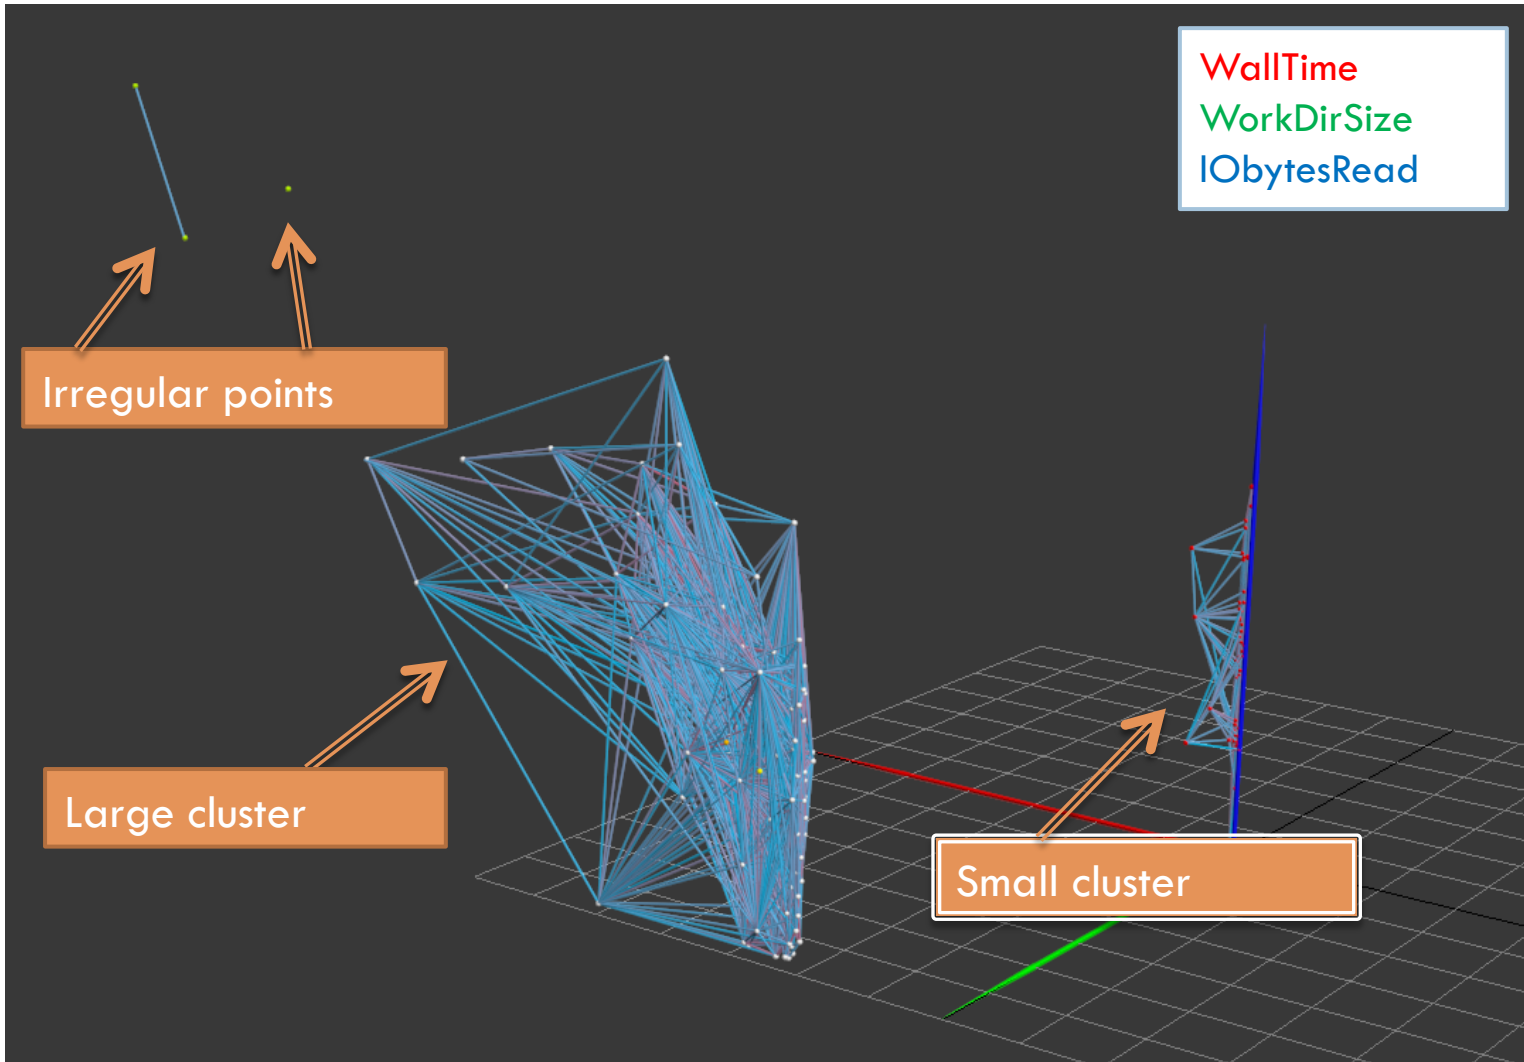 WallTime
WorkDirSize
IObytesRead
Irregular points
Large cluster
Small cluster